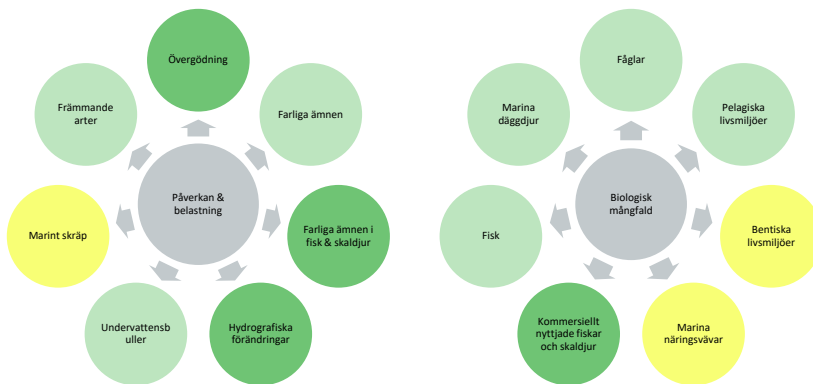 Övergödning
Farliga ämnen
Farliga ämnen i
fisk & skaldjur
Hydrografiska
förändringar
Undervattensb
uller
Marint skräp
Främmande
arter
Påverkan &
belastning
Fåglar
Pelagiska
livsmiljöer
Bentiska
livsmiljöer
Marina
näringsvävar
Kommersiellt
nyttjade fiskar
och skaldjur
Fisk
Marina
däggdjur
Biologisk
mångfald